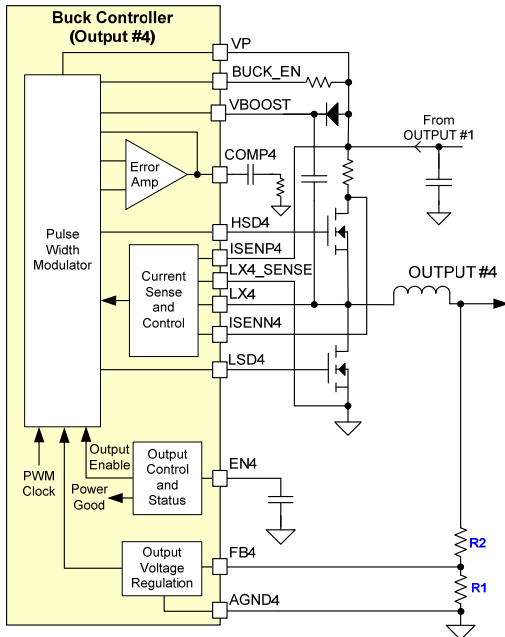 Buck Controller
(Output #4)
VP
BUCK_EN
VBOOST
From
OUTPUT #1
COMP4
Error
Amp
HSD4
Pulse
Width
Modulator
ISENP4
Current
Sense
and
Control
LX4_SENSE
LX4
OUTPUT #4
ISENN4
LSD4
Output
Enable
Output
Control
and
Status
EN4
PWM
Clock
Power
Good
Output
Voltage
Regulation
FB4
R2
R1
AGND4